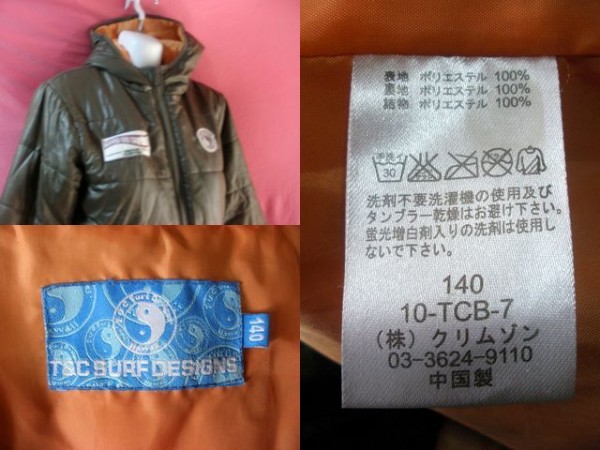 表地 ポリエステル 100%
裏地 ポリエステル 100%
詰物 ポリエステル 100%
30
洗剤不要洗濯機の使用及び
タンブラー乾燥はお避け下さい。
蛍光増白剤入りの洗剤は使用し
ないで下さい。
140
10-TCB-7
(株) クリムゾン
03-3624-9110
中国製
T&C Surf Designs
Hawaii
T&C SURF DESIGNS
140